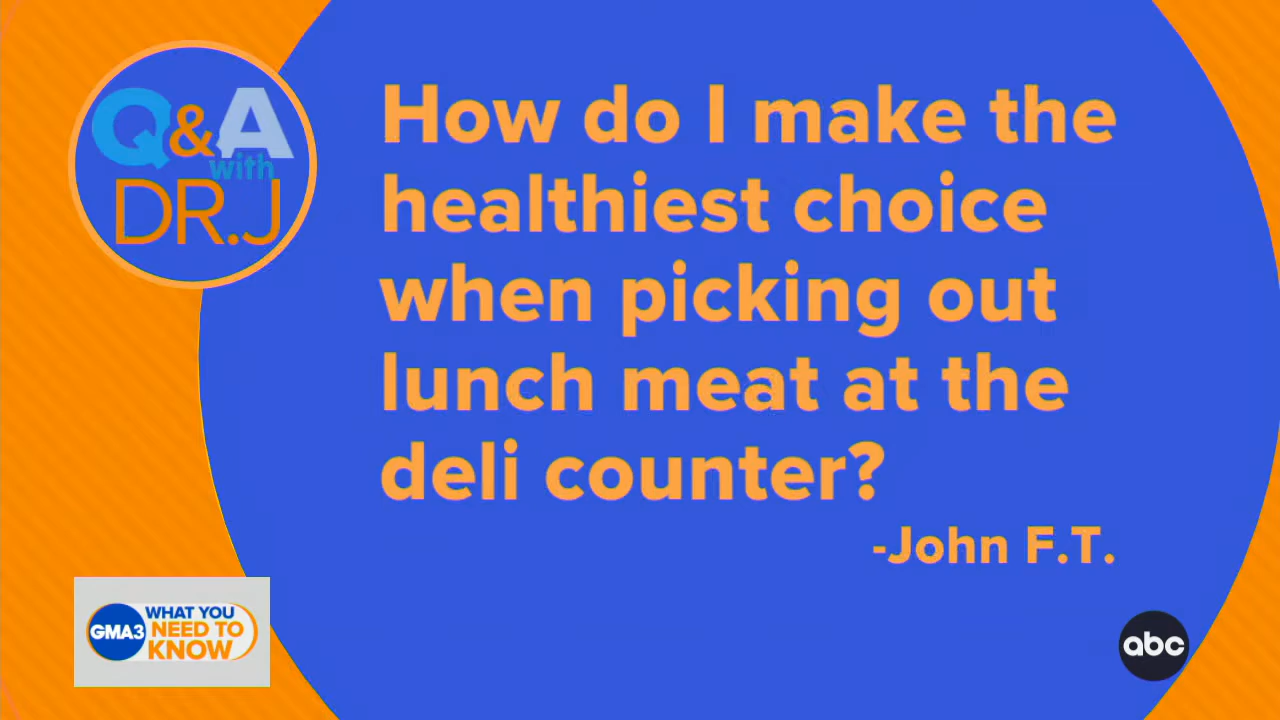 Q&A
with
DR.J
How do I make the
healthiest choice
when picking out
lunch meat at the
deli counter?
-John F.T.
GMA3
WHAT YOU
NEED TO
KNOW
abc